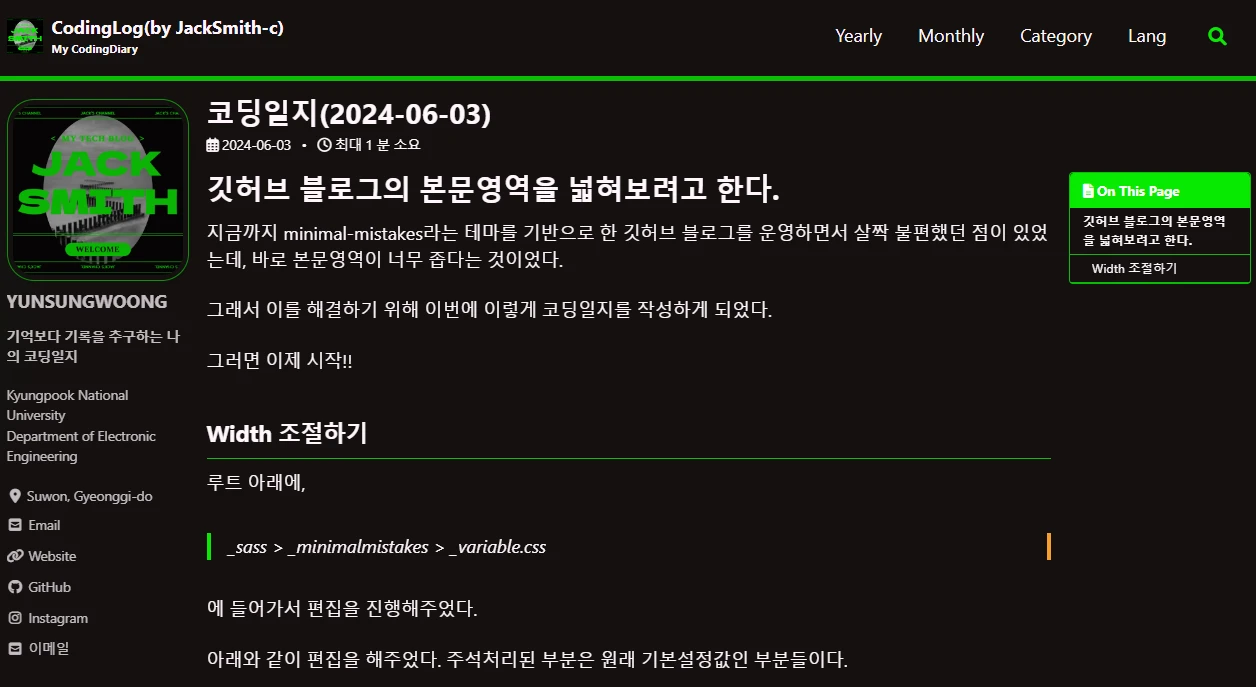 CodingLog(by JackSmith-c)
My CodingDiary
Yearly Monthly Category Lang
< MY TECH BLOG >
JACK
SMITH
WELCOME
YUNSUNGWOONG
기억보다 기록을 추구하는 나
의 코딩일지
Kyungpook National
University
Department of Electronic
Engineering
Suwon, Gyeonggi-do
Email
Website
GitHub
Instagram
이메일
코딩일지(2024-06-03)
2024-06-03 • 최대 1 분 소요
깃허브 블로그의 본문영역을 넓혀보려고 한다.
지금까지 minimal-mistakes라는 테마를 기반으로 한 깃허브 블로그를 운영하면서 살짝 불편했던 점이 있었
는데, 바로 본문영역이 너무 좁다는 것이었다.
그래서 이를 해결하기 위해 이번에 이렇게 코딩일지를 작성하게 되었다.
그러면 이제 시작!!
Width 조절하기
루트 아래에,
_sass > _minimalmistakes > _variable.css
에 들어가서 편집을 진행해주었다.
아래와 같이 편집을 해주었다. 주석처리된 부분은 원래 기본설정값인 부분들이다.
On This Page
깃허브 블로그의 본문영역
을 넓혀보려고 한다.
Width 조절하기